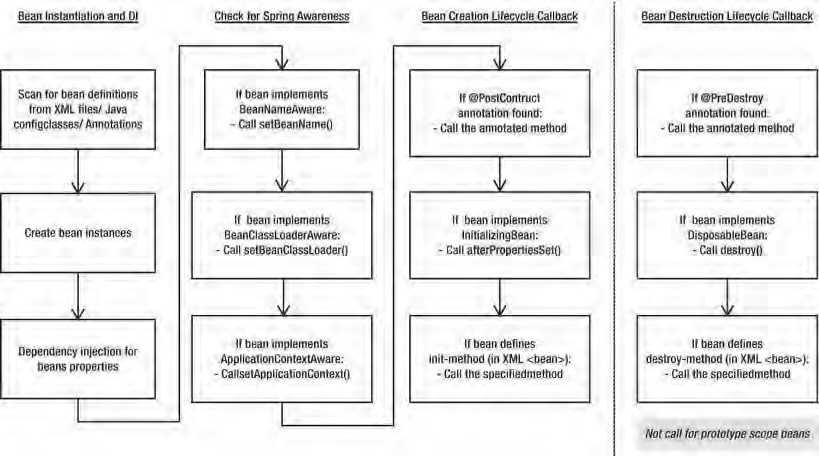 Bean Instantiation and DI
Scan for bean definitions
from XML files/ Java
configclasses/ Annotations
Create bean instances
Dependency injection for
beans properties
Check for Spring Awareness
If bean implements
BeanNameAware:
- Call setBeanName()
If bean implements
BeanClassLoaderAware:
- Call setBeanClassLoader()
If bean implements
ApplicationContextAware:
- CallsetApplicationContext()
Bean Creation Lifecycle Callback
If @PostContruct
annotation found:
- Call the annotated method
If bean implements
InitializingBean:
- Call afterPropertiesSet()
If bean defines
init-method (in XML <bean>):
- Call the specifiedmethod
Bean Destruction Lifecycle Callback
If @PreDestroy
annotation found:
- Call the annotated method
If bean implements
DisposableBean:
- Call destroy()
If bean defines
destroy-method (in XML <bean>):
- Call the specifiedmethod
Not call for prototype scope beans